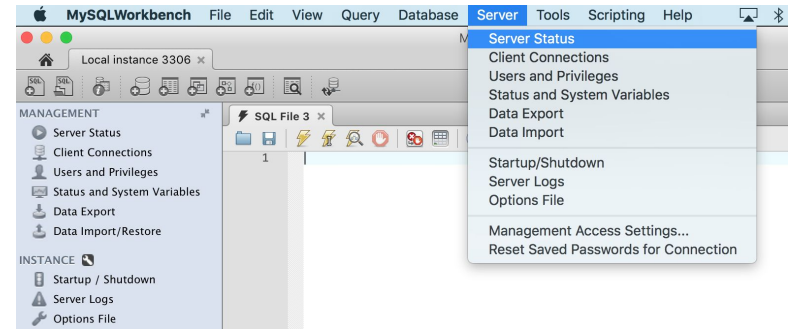 MySQLWorkbench File Edit View Query Database Server Tools Scripting Help
M
Local instance 3306 ×
SQL SQL
MANAGEMENT
Server Status
Client Connections
Users and Privileges
Status and System Variables
Data Export
Data Import/Restore
INSTANCE
Startup / Shutdown
Server Logs
Options File
SQL File 3 ×
1
Server Status
Client Connections
Users and Privileges
Status and System Variables
Data Export
Data Import
Startup/Shutdown
Server Logs
Options File
Management Access Settings...
Reset Saved Passwords for Connection